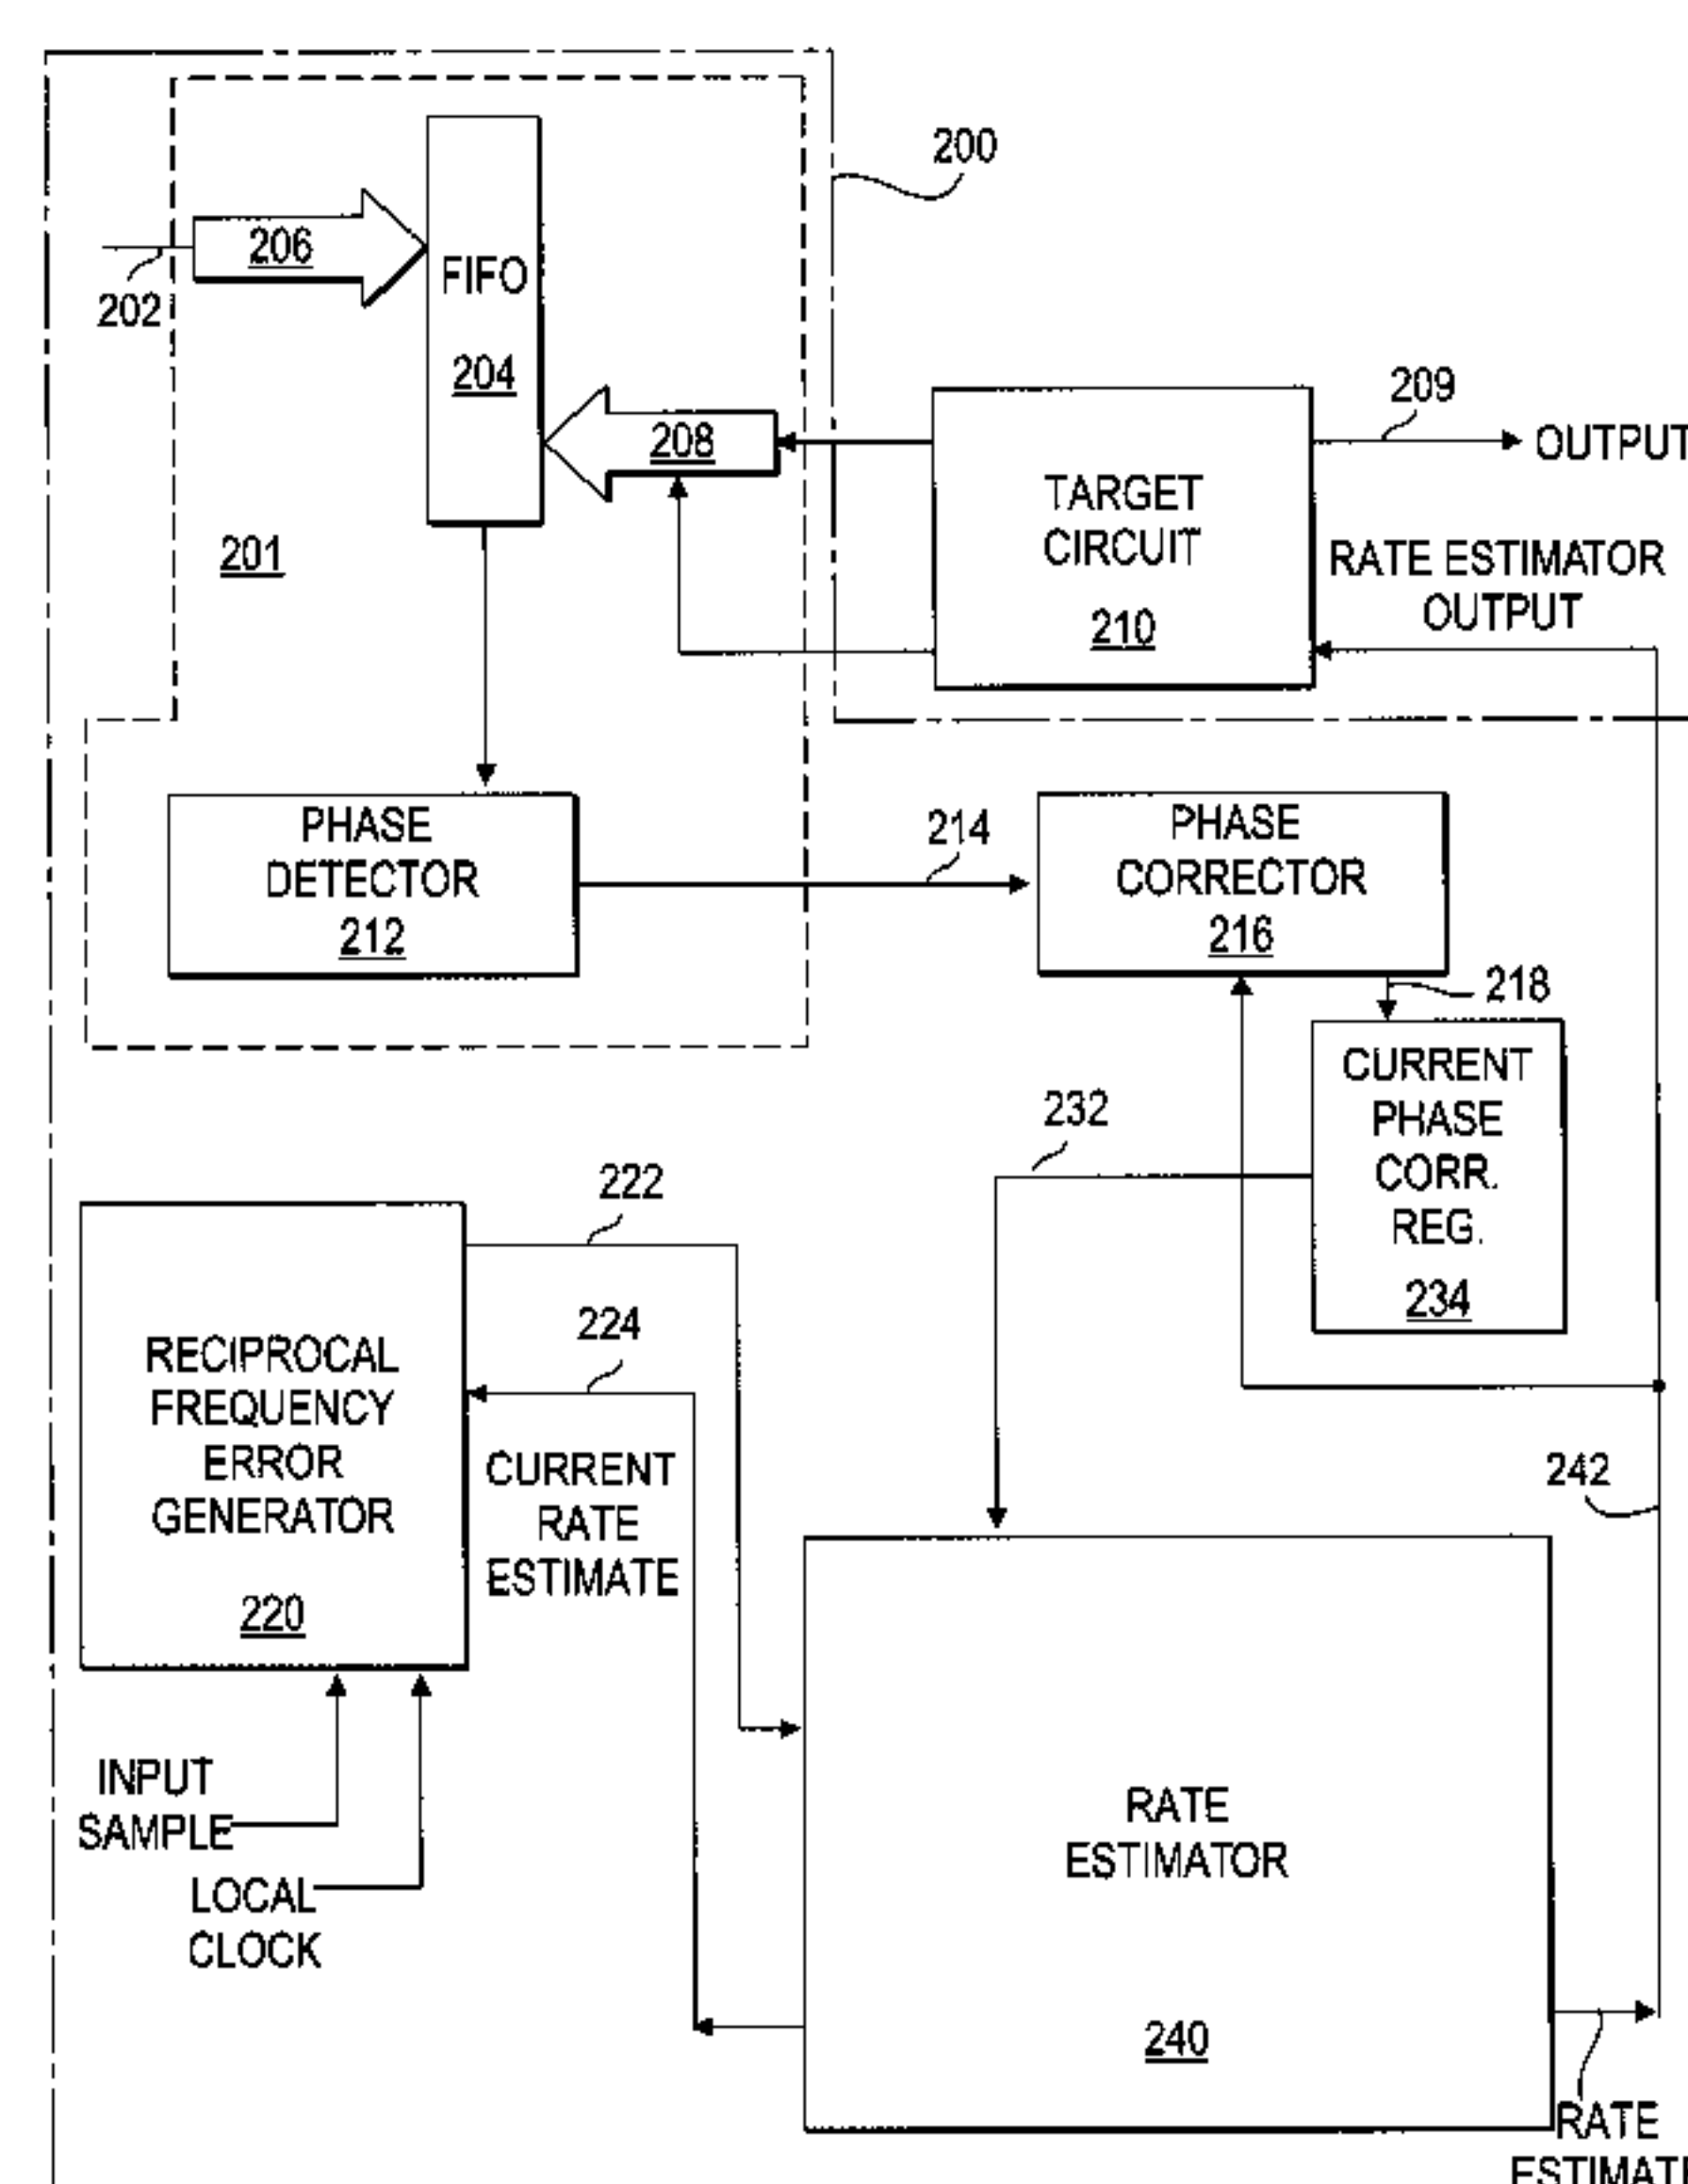 200
206
202
FIFO
204
208
209
OUTPUT
TARGET
CIRCUIT
210
RATE ESTIMATOR
OUTPUT
201
PHASE
DETECTOR
212
214
PHASE
CORRECTOR
216
218
CURRENT
PHASE
CORR.
REG.
234
232
222
224
RECIPROCAL
FREQUENCY
ERROR
GENERATOR
220
CURRENT
RATE
ESTIMATE
242
INPUT
SAMPLE
LOCAL
CLOCK
RATE
ESTIMATOR
240
RATE
ESTIMATE